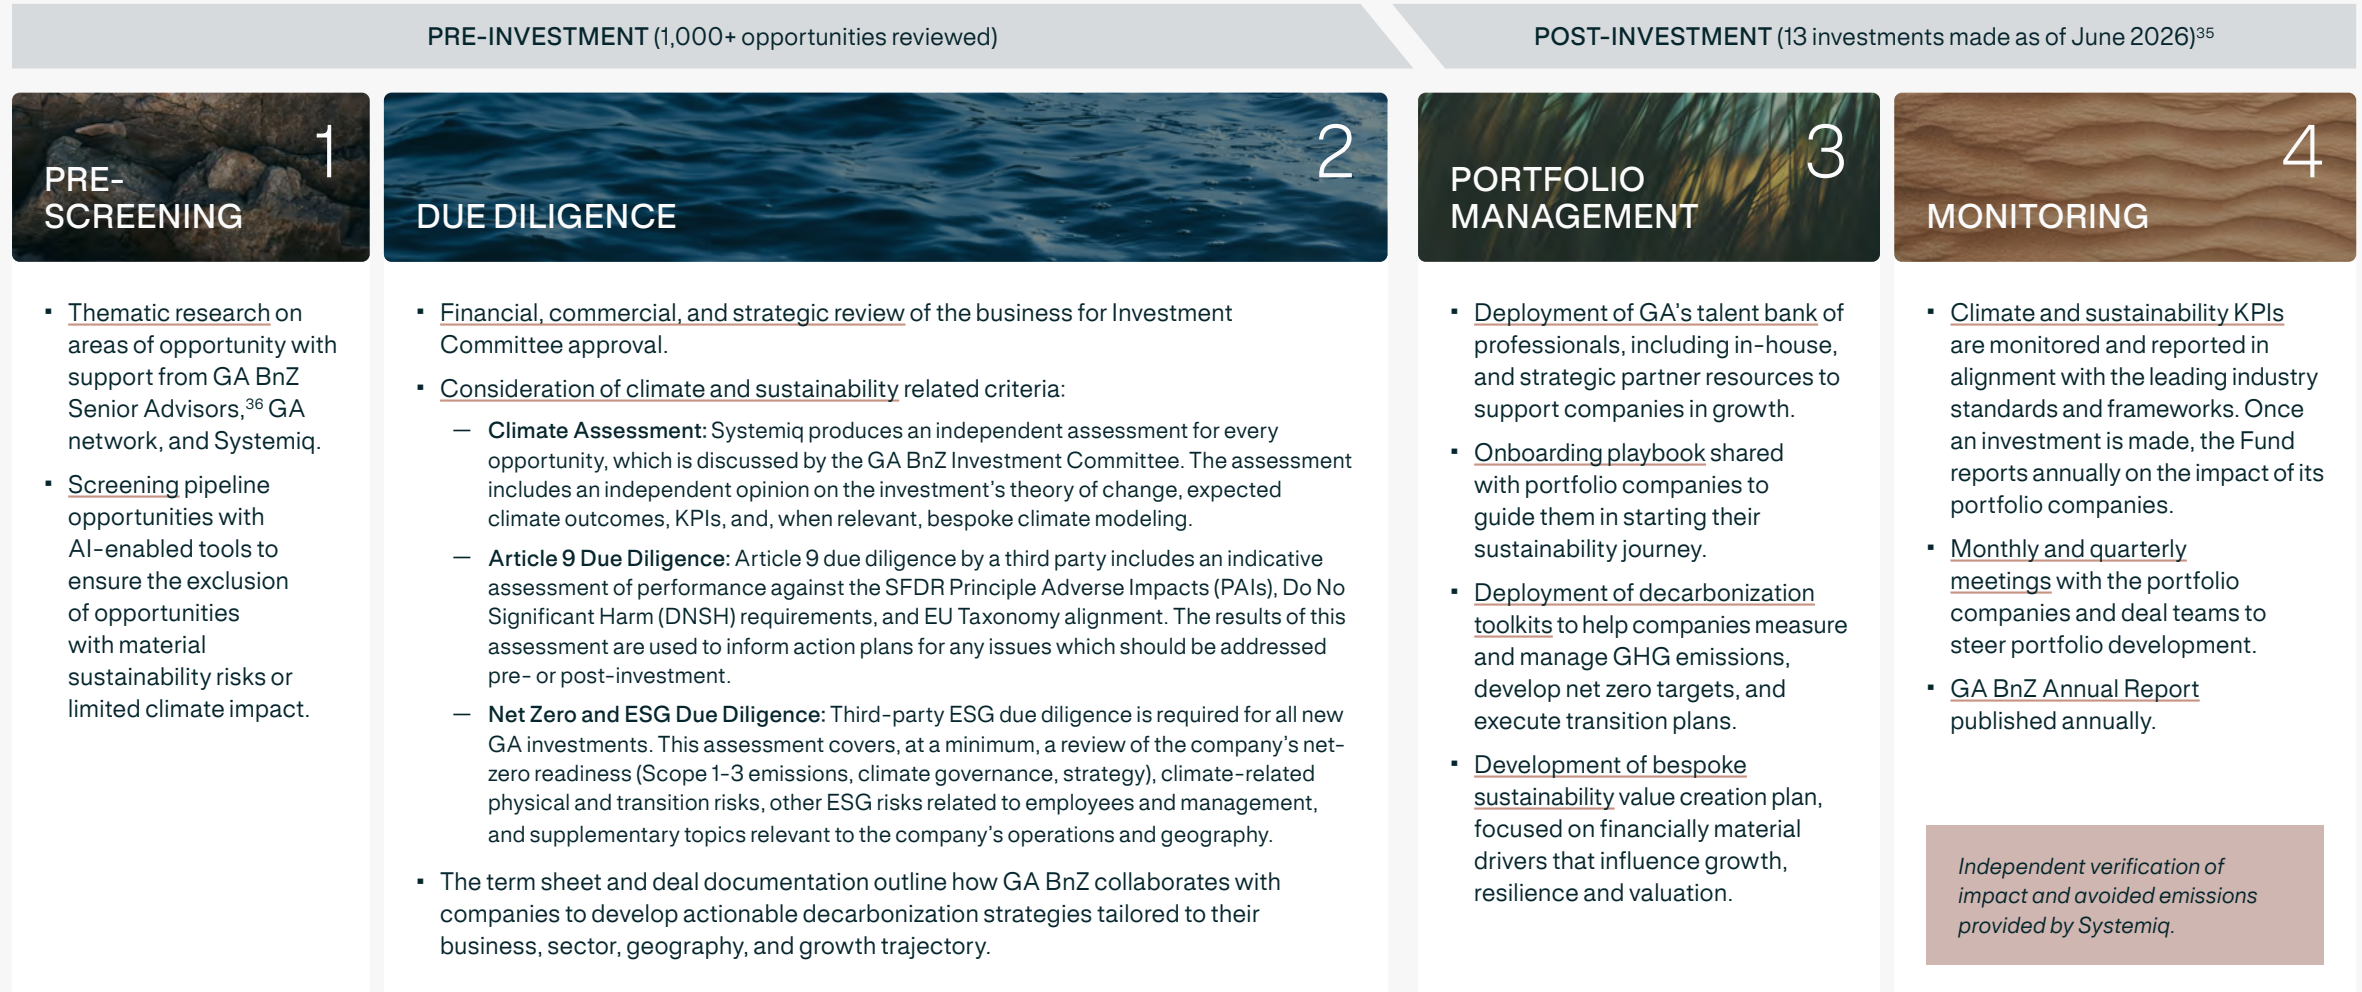 PRE-INVESTMENT (1,000+ opportunities reviewed)
POST-INVESTMENT (13 investments made as of June 2026)³⁵
1
PRE-
SCREENING
▪ Thematic research on
areas of opportunity with
support from GA BnZ
Senior Advisors,³⁶ GA
network, and Systemiq.
▪ Screening pipeline
opportunities with
AI-enabled tools to
ensure the exclusion
of opportunities
with material
sustainability risks or
limited climate impact.
2
DUE DILIGENCE
▪ Financial, commercial, and strategic review of the business for Investment
Committee approval.
▪ Consideration of climate and sustainability related criteria:
— Climate Assessment: Systemiq produces an independent assessment for every
opportunity, which is discussed by the GA BnZ Investment Committee. The assessment
includes an independent opinion on the investment's theory of change, expected
climate outcomes, KPIs, and, when relevant, bespoke climate modeling.
— Article 9 Due Diligence: Article 9 due diligence by a third party includes an indicative
assessment of performance against the SFDR Principle Adverse Impacts (PAIs), Do No
Significant Harm (DNSH) requirements, and EU Taxonomy alignment. The results of this
assessment are used to inform action plans for any issues which should be addressed
pre- or post-investment.
— Net Zero and ESG Due Diligence: Third-party ESG due diligence is required for all new
GA investments. This assessment covers, at a minimum, a review of the company's net-
zero readiness (Scope 1-3 emissions, climate governance, strategy), climate-related
physical and transition risks, other ESG risks related to employees and management,
and supplementary topics relevant to the company's operations and geography.
▪ The term sheet and deal documentation outline how GA BnZ collaborates with
companies to develop actionable decarbonization strategies tailored to their
business, sector, geography, and growth trajectory.
3
PORTFOLIO
MANAGEMENT
▪ Deployment of GA's talent bank of
professionals, including in-house,
and strategic partner resources to
support companies in growth.
▪ Onboarding playbook shared
with portfolio companies to
guide them in starting their
sustainability journey.
▪ Deployment of decarbonization
toolkits to help companies measure
and manage GHG emissions,
develop net zero targets, and
execute transition plans.
▪ Development of bespoke
sustainability value creation plan,
focused on financially material
drivers that influence growth,
resilience and valuation.
4
MONITORING
▪ Climate and sustainability KPIs
are monitored and reported in
alignment with the leading industry
standards and frameworks. Once
an investment is made, the Fund
reports annually on the impact of its
portfolio companies.
▪ Monthly and quarterly
meetings with the portfolio
companies and deal teams to
steer portfolio development.
▪ GA BnZ Annual Report
published annually.
Independent verification of
impact and avoided emissions
provided by Systemiq.